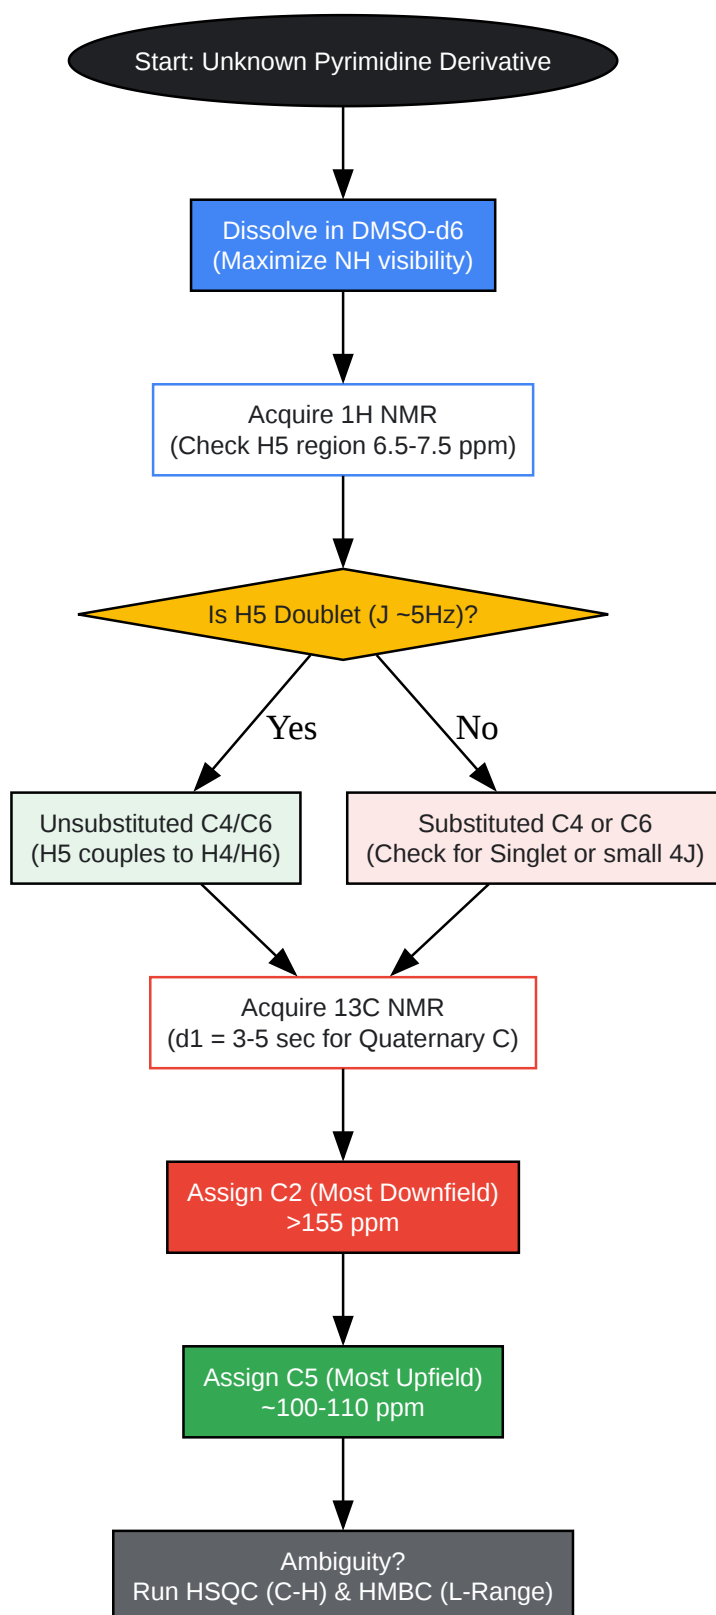 Start: Unknown Pyrimidine Derivative
Dissolve in DMSO-d6
(Maximize NH visibility)
Acquire 1H NMR
(Check H5 region 6.5-7.5 ppm)
Is H5 Doublet (J ~5Hz)?
Yes
No
Unsubstituted C4/C6
(H5 couples to H4/H6)
Substituted C4 or C6
(Check for Singlet or small 4J)
Acquire 13C NMR
(d1 = 3-5 sec for Quaternary C)
Assign C2 (Most Downfield)
>155 ppm
Assign C5 (Most Upfield)
~100-110 ppm
Ambiguity?
Run HSQC (C-H) & HMBC (L-Range)